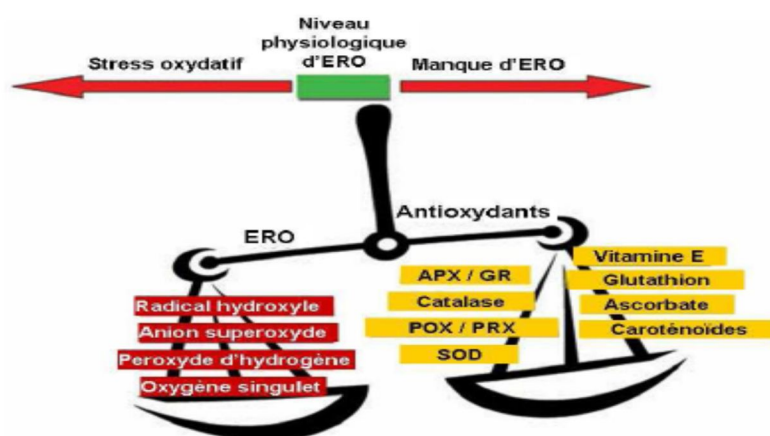 Niveau
physiologique
d'ERO
Stress oxydatif
Manque d'ERO
ERO
Antioxydants
Radical hydroxyle
Anion superoxyde
Peroxyde d'hydrogène
Oxygène singulet
APX / GR
Catalase
POX / PRX
SOD
Vitamine E
Glutathion
Ascorbate
Caroténoïdes